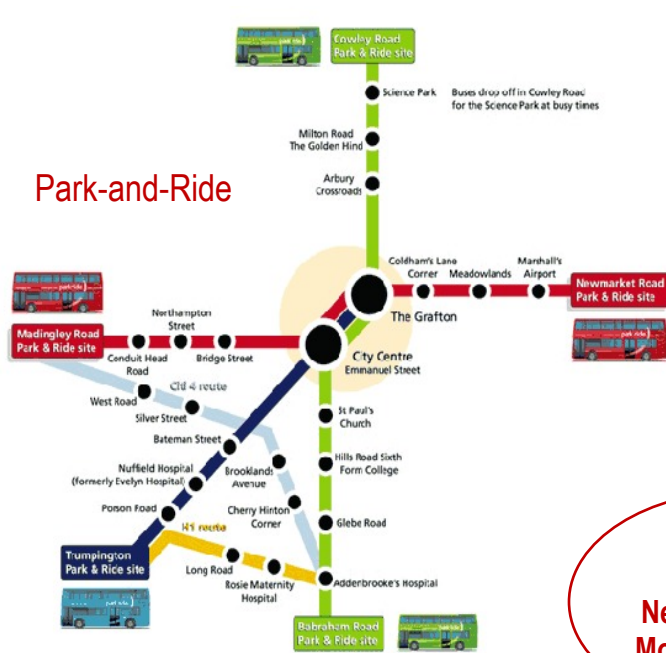 Cowley Road
Park & Ride site
Science Park
Buses drop off in Cowley Road
for the Science Park at busy times
Milton Road
The Golden Hind
Arbury
Crossroads
Park-and-Ride
Coldham's Lane
Corner
Meadowlands
Marshall's
Airport
Newmarket Road
Park & Ride site
The Grafton
Northampton
Street
Madingley Road
Park & Ride site
Conduit Head
Road
Bridge Street
City Centre
Emmanuel Street
West Road
Silver Street
St Paul's
Church
Bateman Street
Nuffield Hospital
(formerly Evelyn Hospital)
Brooklands
Avenue
Hills Road Sixth
Form College
Porson Road
Cherry Hinton
Corner
Glebe Road
H1 route
Trumpington
Park & Ride site
Long Road
Rosie Maternity
Hospital
Addenbrooke's Hospital
Babraham Road
Park & Ride site